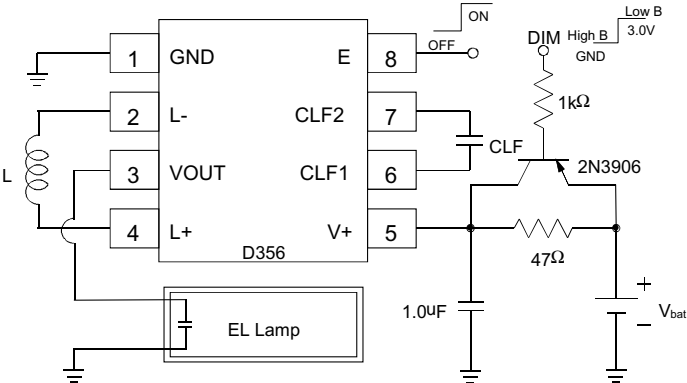 ON
OFF
DIM
High B
GND
Low B
3.0V
1 GND
E 8
2 L-
CLF2 7
3 VOUT
CLF1 6
4 L+
V+ 5
D356
L
CLF
1kΩ
2N3906
47Ω
1.0uF
EL Lamp
+
Vbat
–